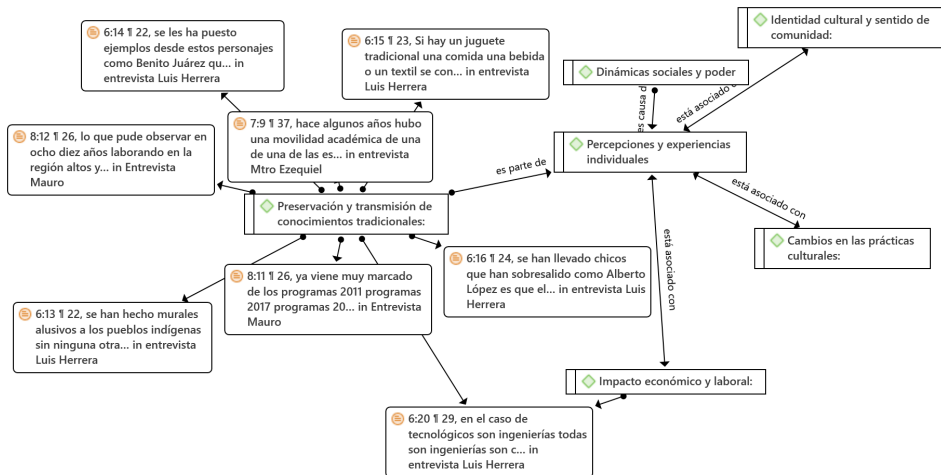 6:14 ¶ 22, se les ha puesto
ejemplos desde estos personajes
como Benito Juárez qu... in
entrevista Luis Herrera
6:15 ¶ 23, Si hay un juguete
tradicional una comida una bebida
o un textil se con... in entrevista
Luis Herrera
Identidad cultural y sentido de
comunidad:
Dinámicas sociales y poder
es causa d
está asociado c
7:9 ¶ 37, hace algunos años hubo
una movilidad académica de una
de una de las es... in entrevista
Mtro Ezequiel
8:12 ¶ 26, lo que pude observar en
ocho diez años laborando en la
región altos y... in Entrevista
Mauro
Percepciones y experiencias
individuales
es parte de
Preservación y transmisión de
conocimientos tradicionales:
está asociado con
está asociado con
Cambios en las prácticas
culturales:
6:16 ¶ 24, se han llevado chicos
que han sobresalido como Alberto
López es que el... in entrevista Luis
Herrera
8:11 ¶ 26, ya viene muy marcado
de los programas 2011 programas
2017 programas 20... in Entrevista
Mauro
6:13 ¶ 22, se han hecho murales
alusivos a los pueblos indígenas
sin ninguna otra... in entrevista
Luis Herrera
Impacto económico y laboral:
6:20 ¶ 29, en el caso de
tecnológicos son ingenierías todas
son ingenierías son c... in
entrevista Luis Herrera